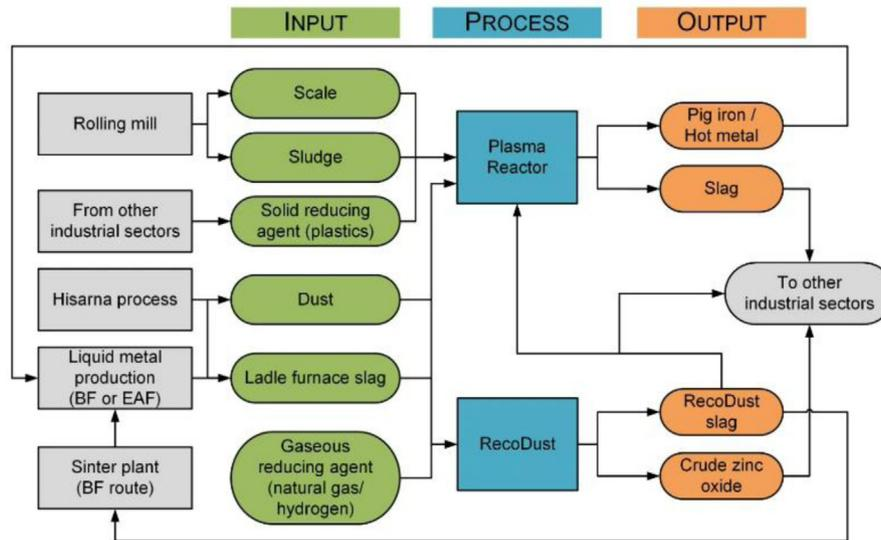 INPUT
PROCESS
OUTPUT
Rolling mill
Scale
Sludge
Plasma
Reactor
Pig iron /
Hot metal
Slag
From other
industrial sectors
Solid reducing
agent (plastics)
Hisarna process
Dust
To other
industrial sectors
Liquid metal
production
(BF or EAF)
Ladle furnace slag
Sinter plant
(BF route)
Gaseous
reducing agent
(natural gas/
hydrogen)
RecoDust
RecoDust
slag
Crude zinc
oxide